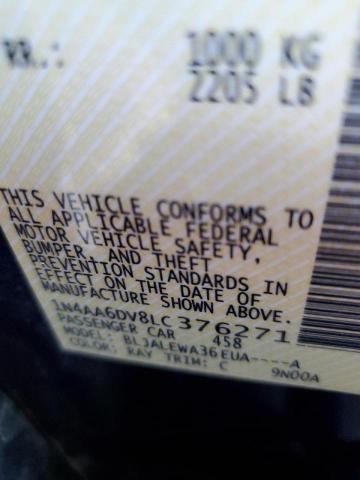 RR.: 1000 KG
2205 LB
THIS VEHICLE CONFORMS TO
ALL APPLICABLE FEDERAL
MOTOR VEHICLE SAFETY,
BUMPER, AND THEFT
PREVENTION STANDARDS IN
EFFECT ON THE DATE OF
MANUFACTURE SHOWN ABOVE.
1N4AA6DV8LC376271
PASSENGER CAR 458
MODEL: BLJALEWA36EUA----A
COLOR: RAY TRIM: C 9N00A